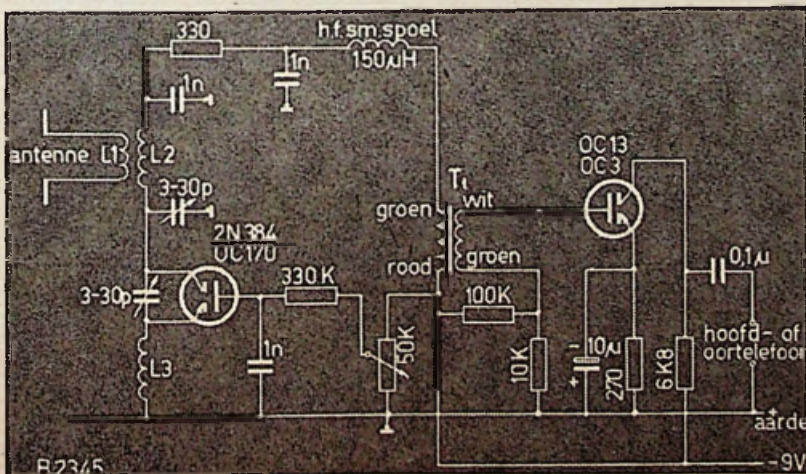 330
h.f.sm.spoel
150µH
1n
1n
antenne L1
L2
3-30p
2N384
OC170
3-30p
330K
1n
L3
50K
groen
rood
T1
wit
groen
100K
10K
OC13
OC3
- 10µ
+
270
6K8
0,1µ
hoofd- of
oortelefoon
+
aarde
-9V
B2345